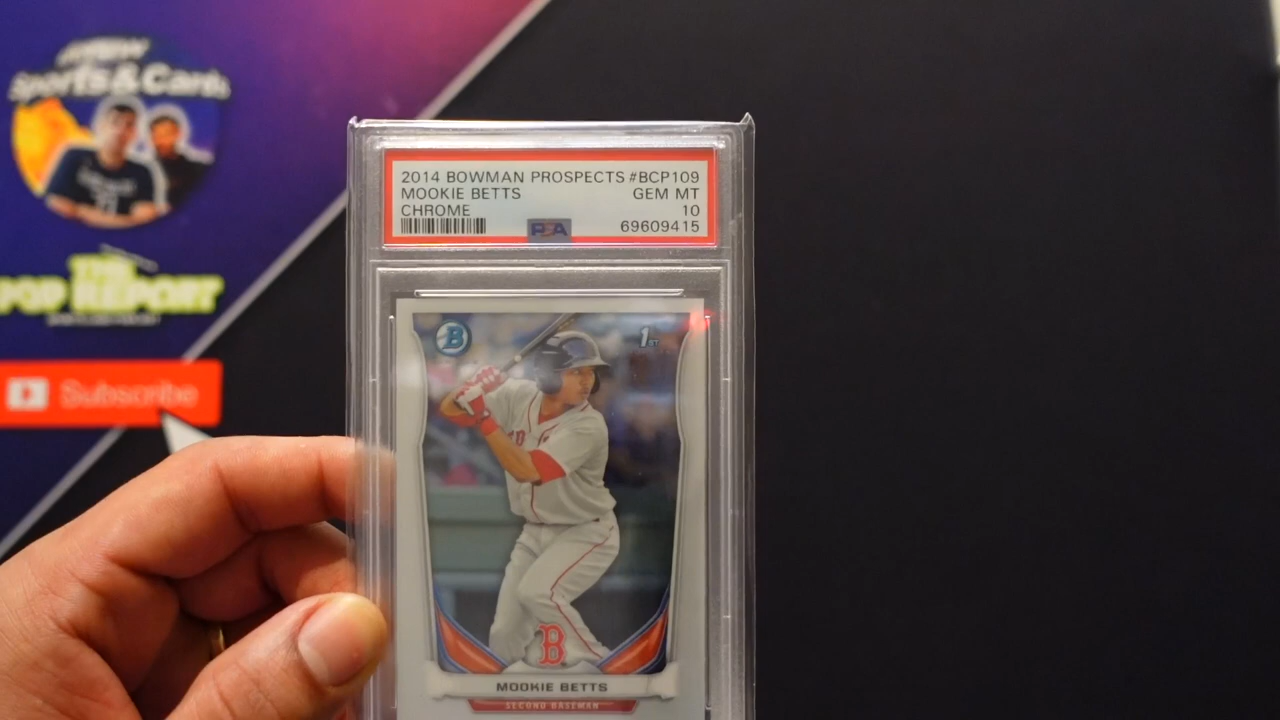 Sports & Cards
THE
POP REPORT
Subscribe
2014 BOWMAN PROSPECTS #BCP109
MOOKIE BETTS GEM MT
CHROME 10
PSA 69609415
B
1ST
B
MOOKIE BETTS
SECOND BASEMAN